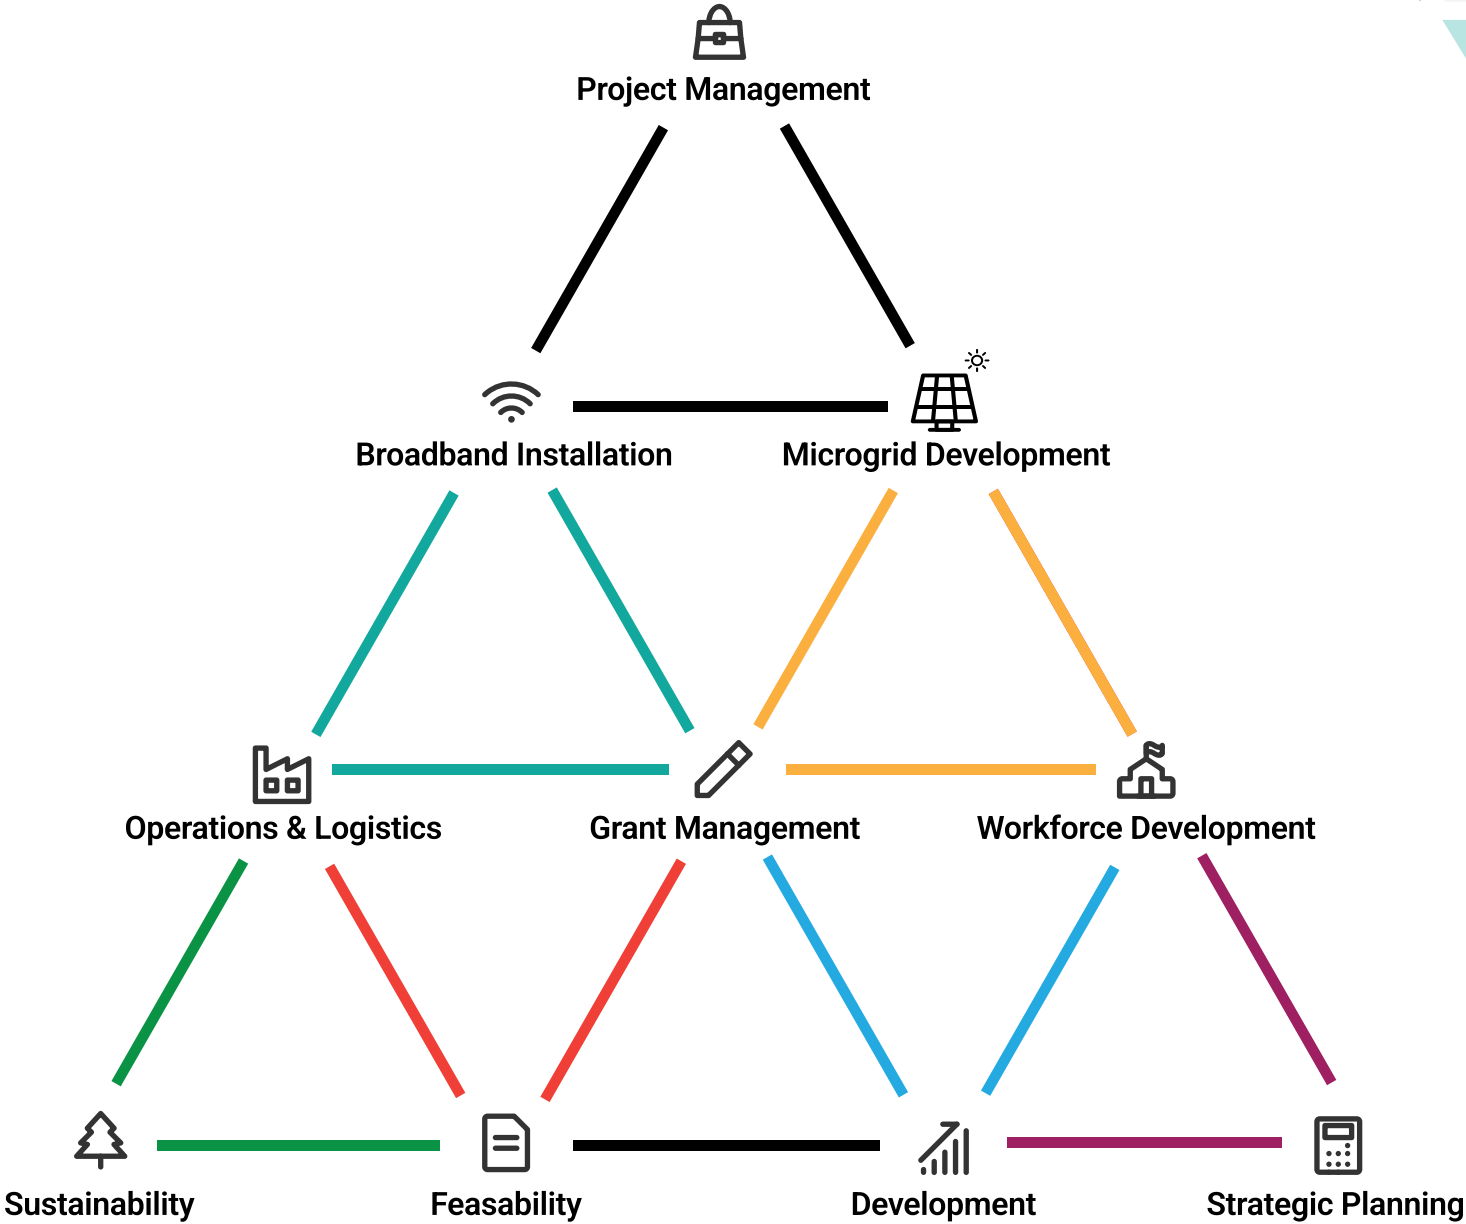 Project Management
Broadband Installation
Microgrid Development
Operations & Logistics
Grant Management
Workforce Development
Sustainability
Feasability
Development
Strategic Planning